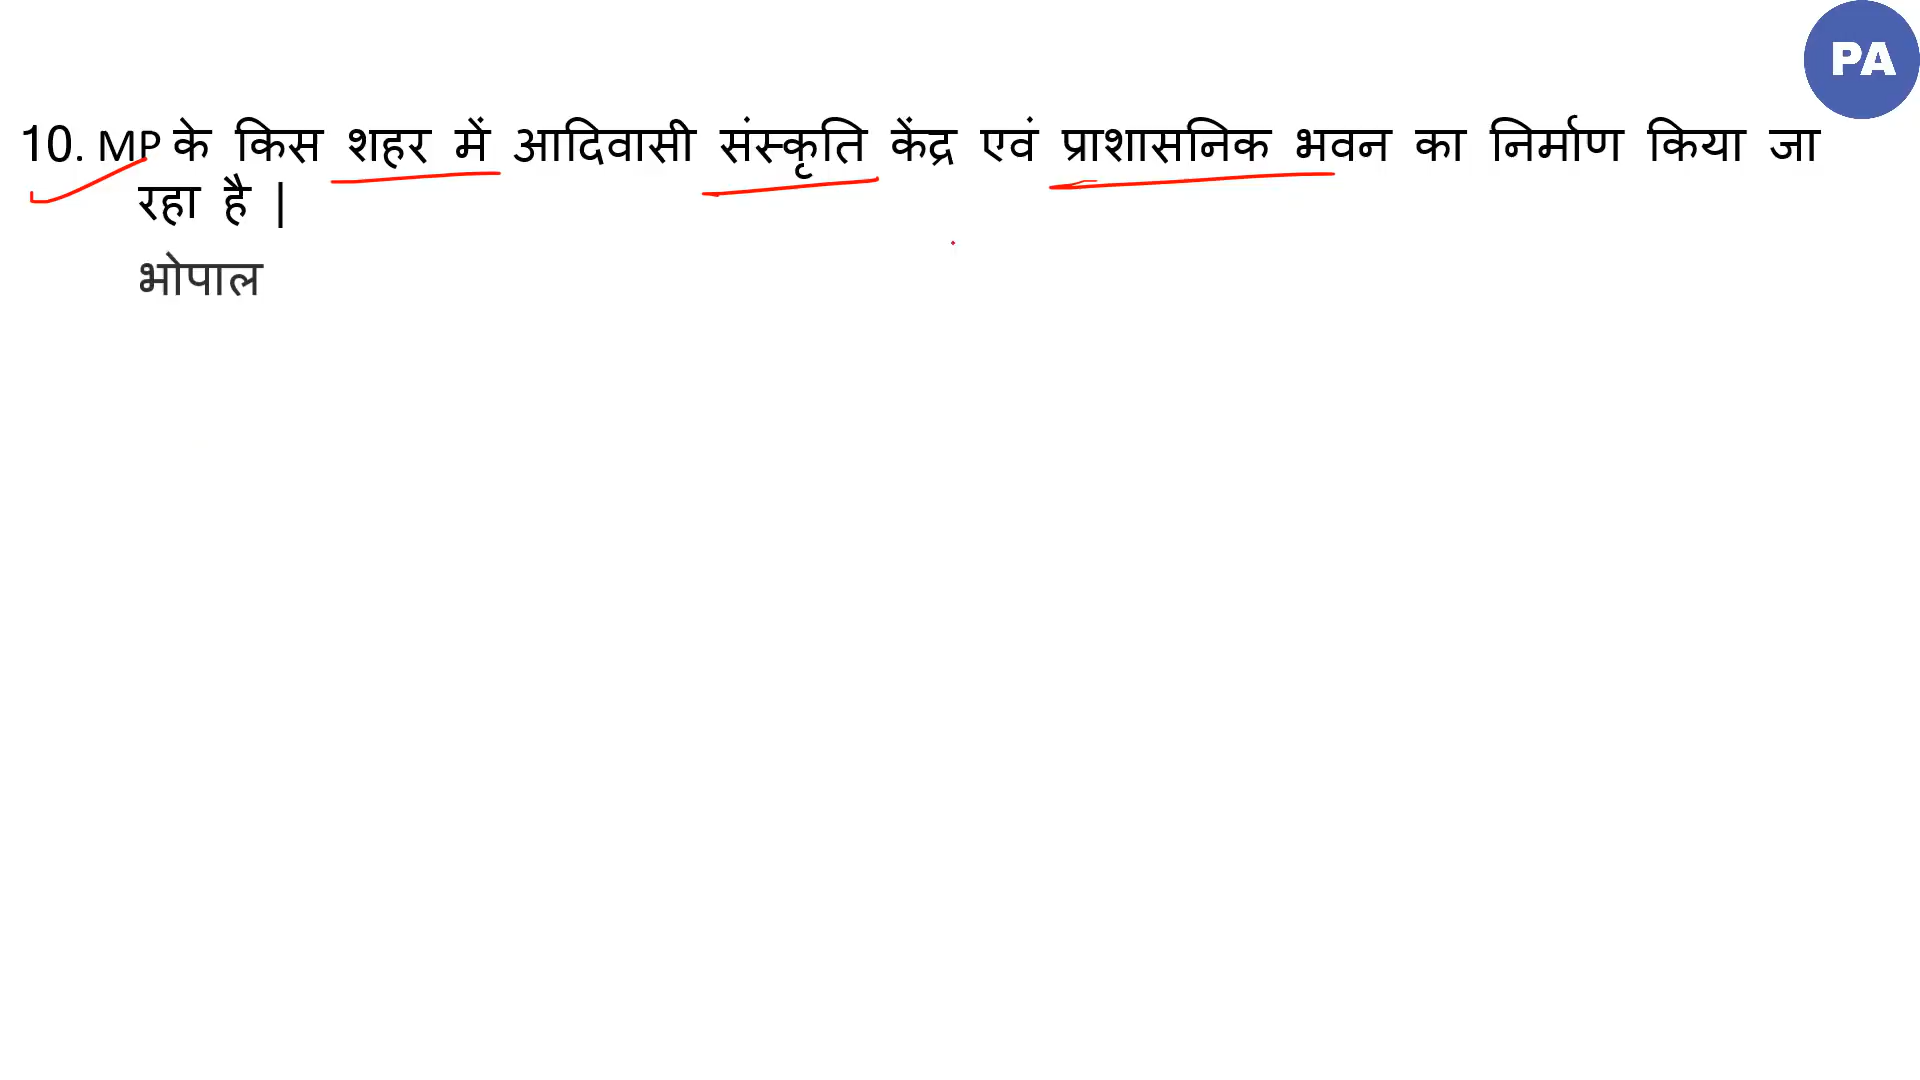 PA
10. MP के किस शहर में आदिवासी संस्कृति केंद्र एवं प्राशासनिक भवन का निर्माण किया जा
रहा है |
भोपाल